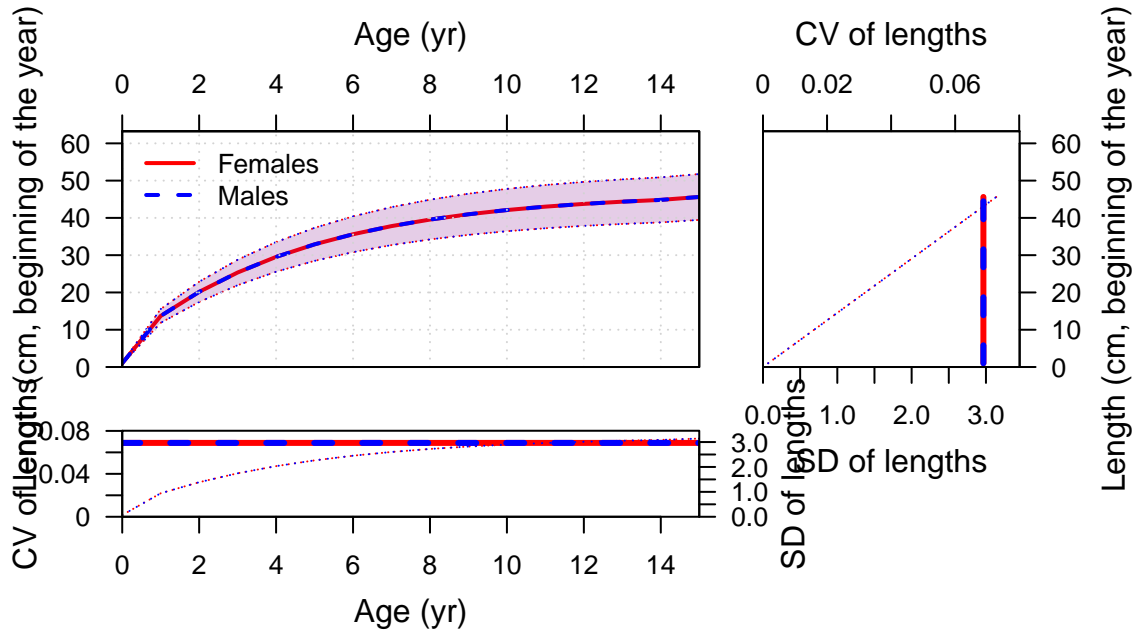 Age (yr)
0 2 4 6 8 10 12 14
CV of lengths
0 0.02 0.06
Length (cm, beginning of the year)
60
50
40
30
20
10
0
Females
Males
60
50
40
30
20
10
0
Length (cm, beginning of the year)
0.0 1.0 2.0 3.0
SD of lengths
CV of lengths
0.08
0.04
0
3.0
2.0
1.0
0.0
SD of lengths
0 2 4 6 8 10 12 14
Age (yr)